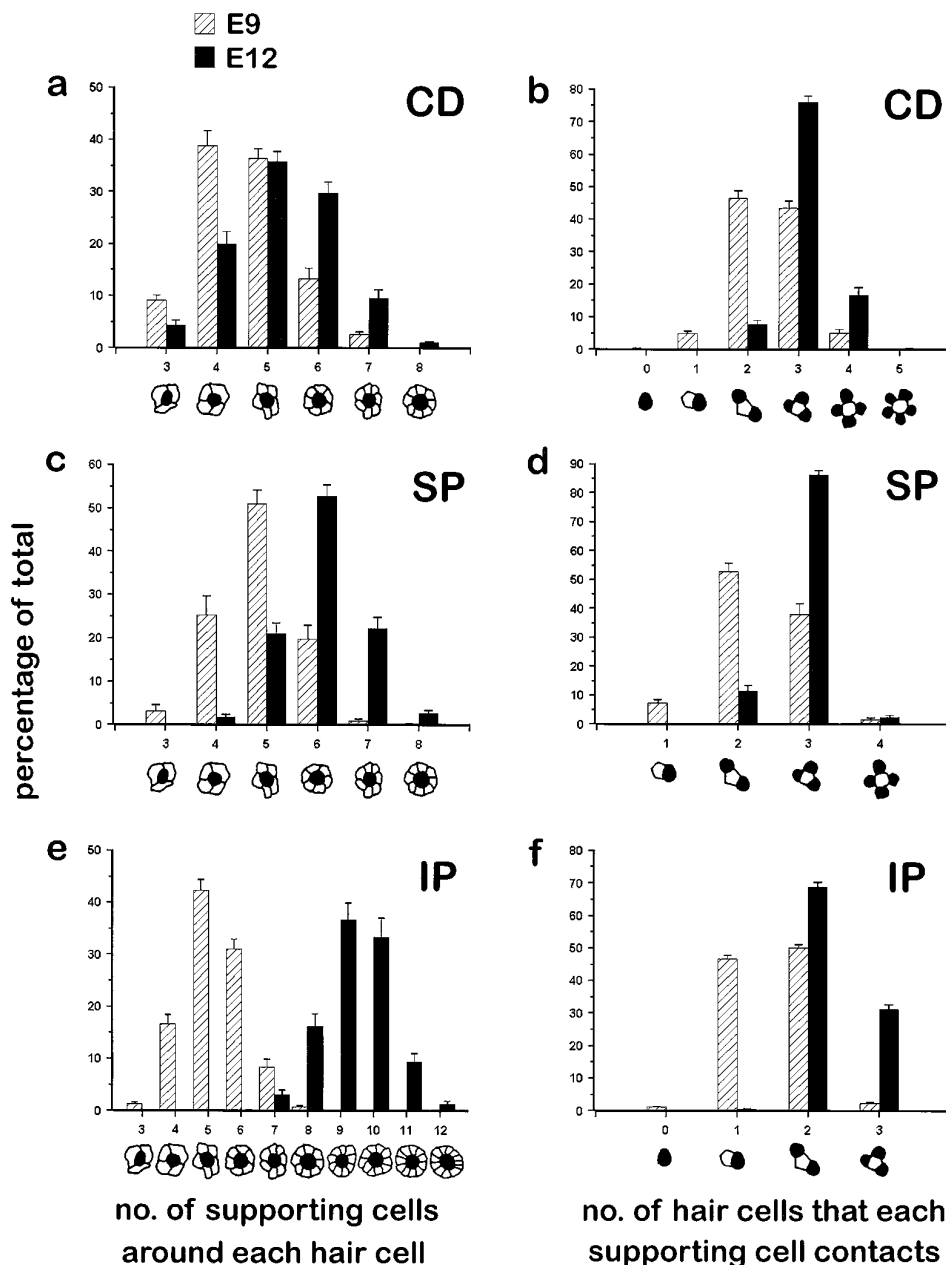 E9
E12
a
CD
50
40
30
20
10
0
3 4 5 6 7 8
b
CD
80
70
60
50
40
30
20
10
0
0 1 2 3 4 5
c
SP
60
50
40
30
20
10
0
3 4 5 6 7 8
d
SP
90
80
70
60
50
40
30
20
10
0
1 2 3 4
percentage of total
e
IP
50
40
30
20
10
0
3 4 5 6 7 8 9 10 11 12
f
IP
80
70
60
50
40
30
20
10
0
0 1 2 3
no. of supporting cells
around each hair cell
no. of hair cells that each
supporting cell contacts